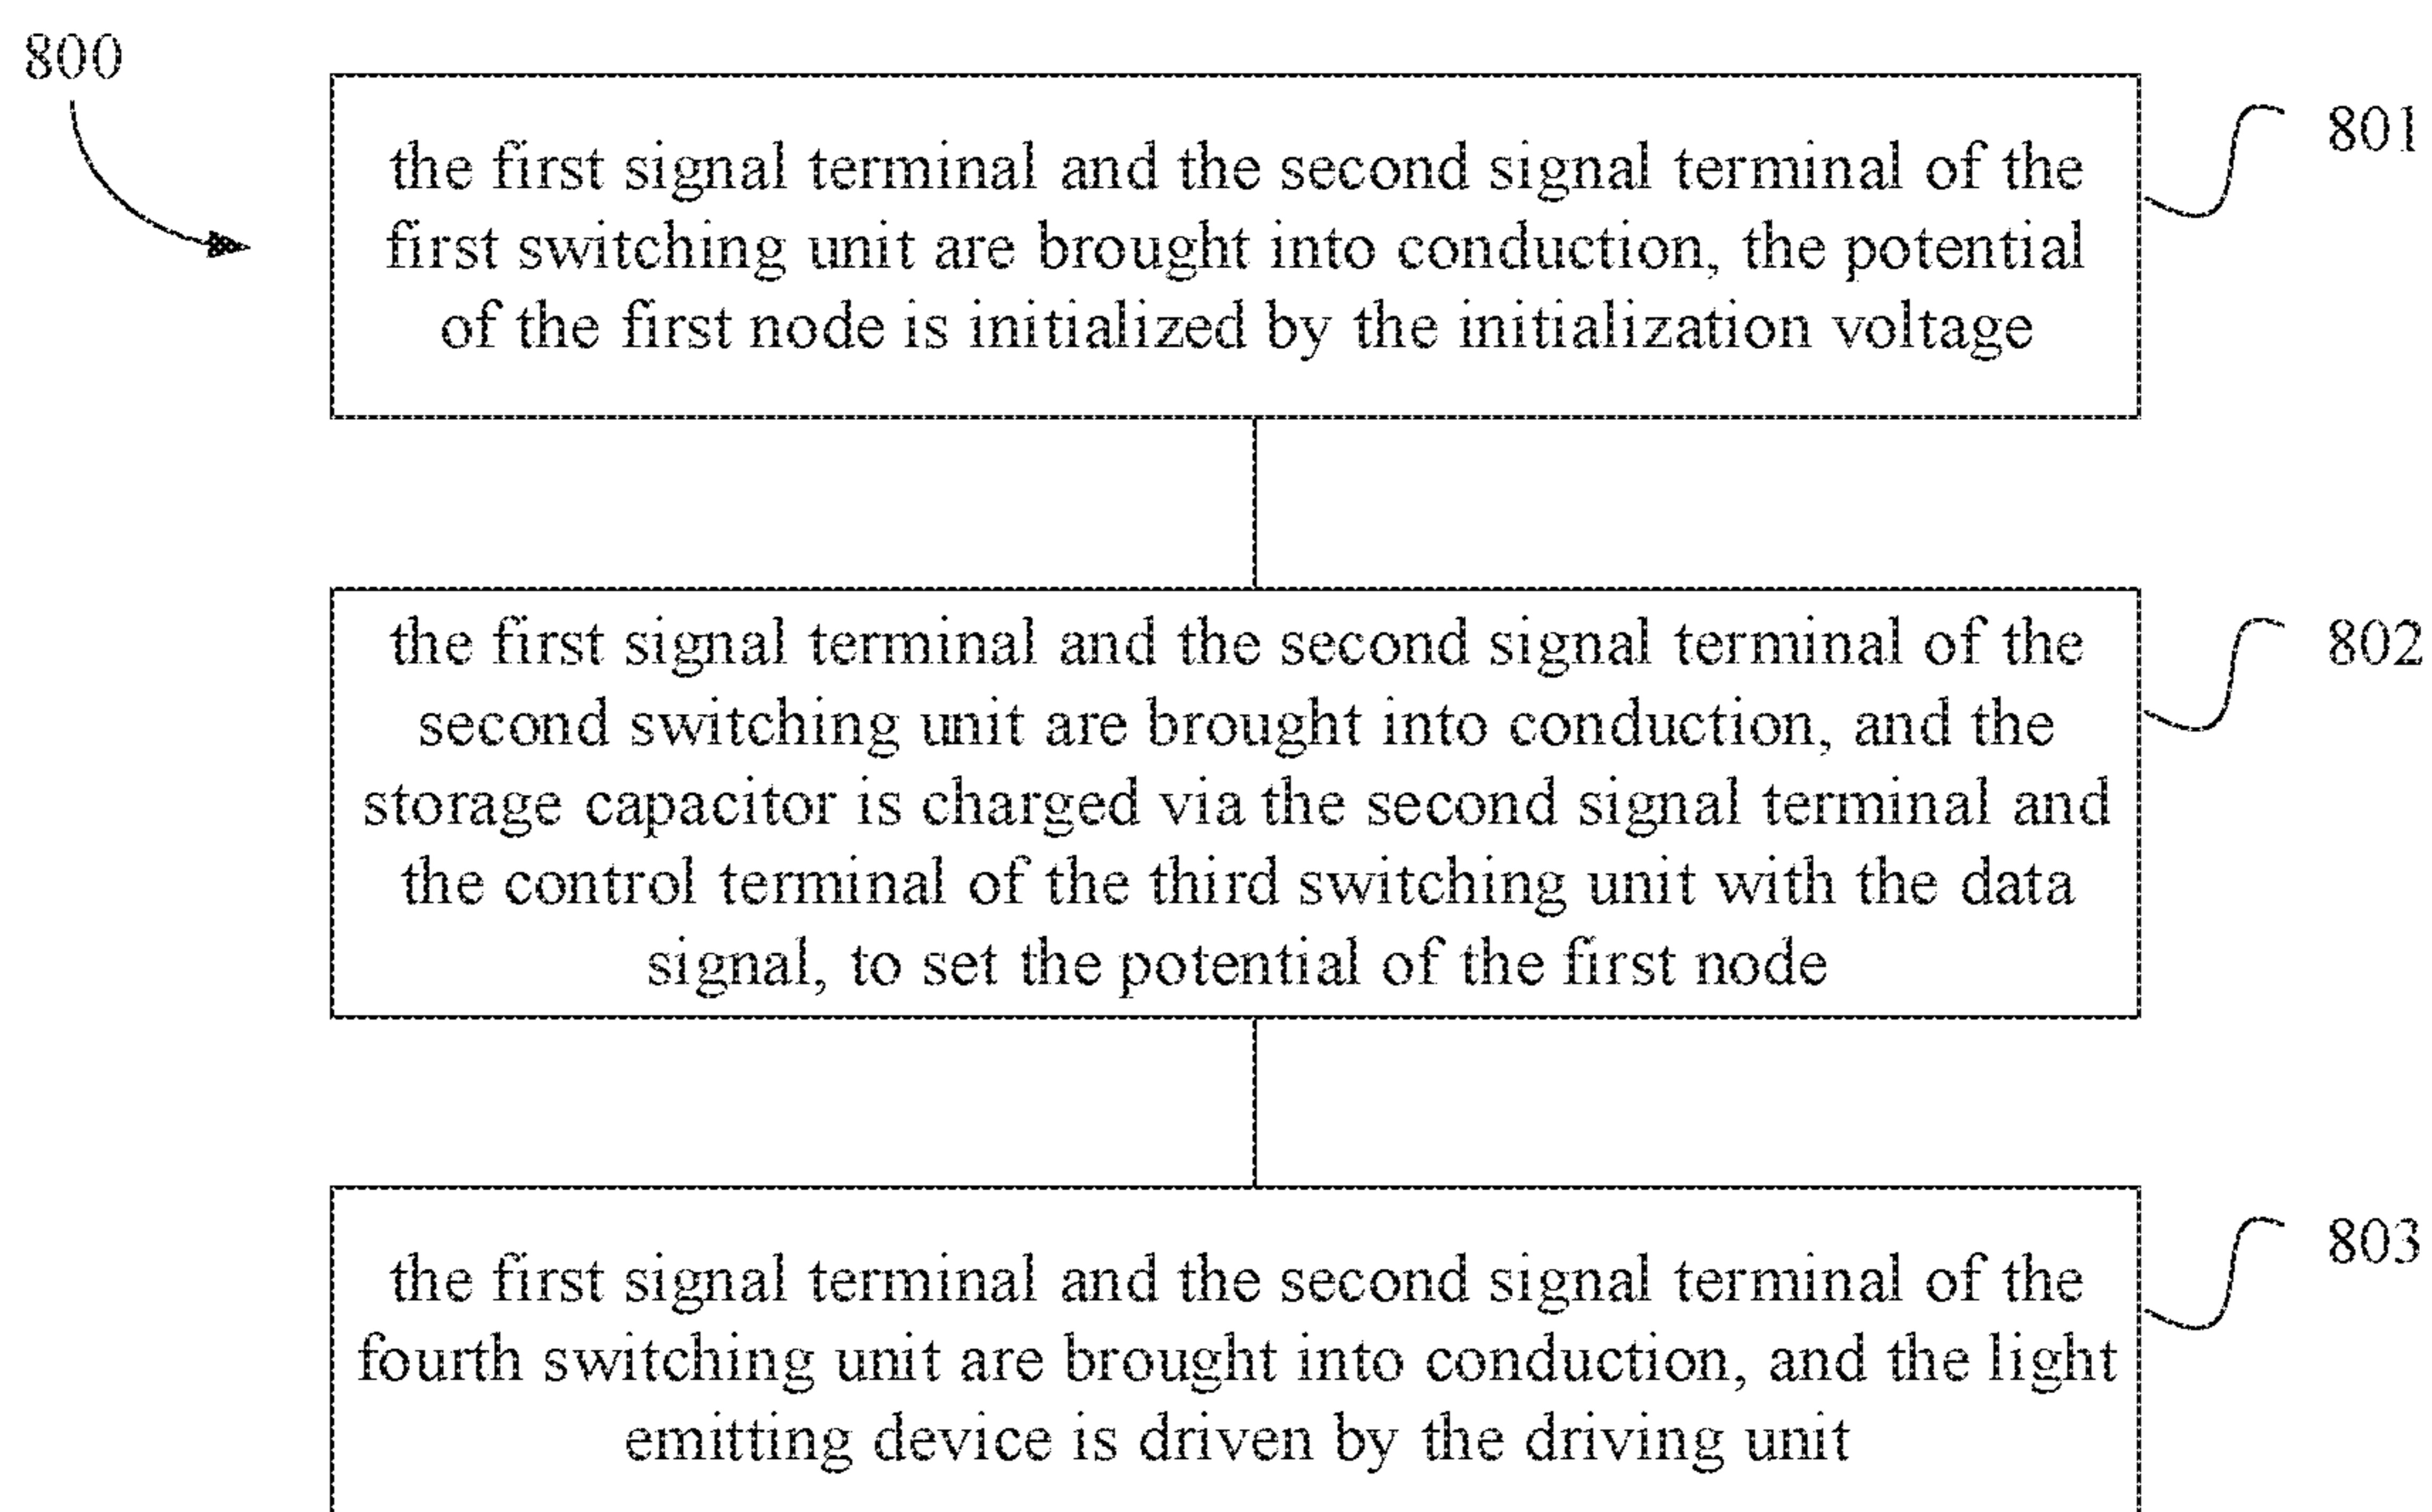 800
801
the first signal terminal and the second signal terminal of the
first switching unit are brought into conduction, the potential
of the first node is initialized by the initialization voltage
802
the first signal terminal and the second signal terminal of the
second switching unit are brought into conduction, and the
storage capacitor is charged via the second signal terminal and
the control terminal of the third switching unit with the data
signal, to set the potential of the first node
803
the first signal terminal and the second signal terminal of the
fourth switching unit are brought into conduction, and the light
emitting device is driven by the driving unit